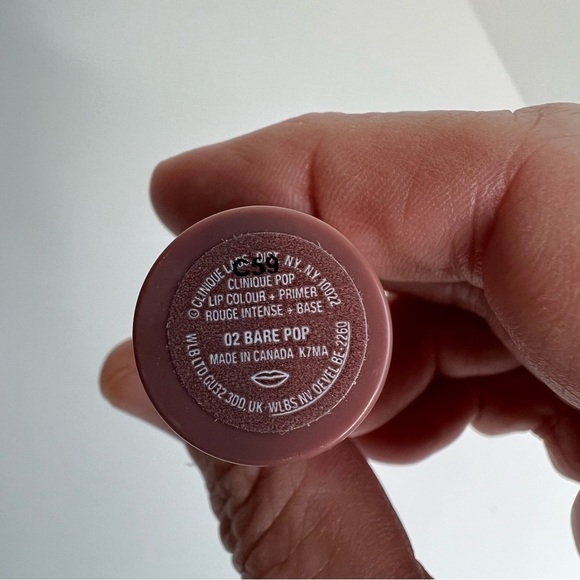 © CLINIQUE LABS. DIST. NY, NY, 10022
C59
CLINIQUE POP
LIP COLOUR + PRIMER
ROUGE INTENSE + BASE
02 BARE POP
MADE IN CANADA K7MA
WLB LTD. GU32 3DD, UK · WLBS NV OEVEL BE-2260